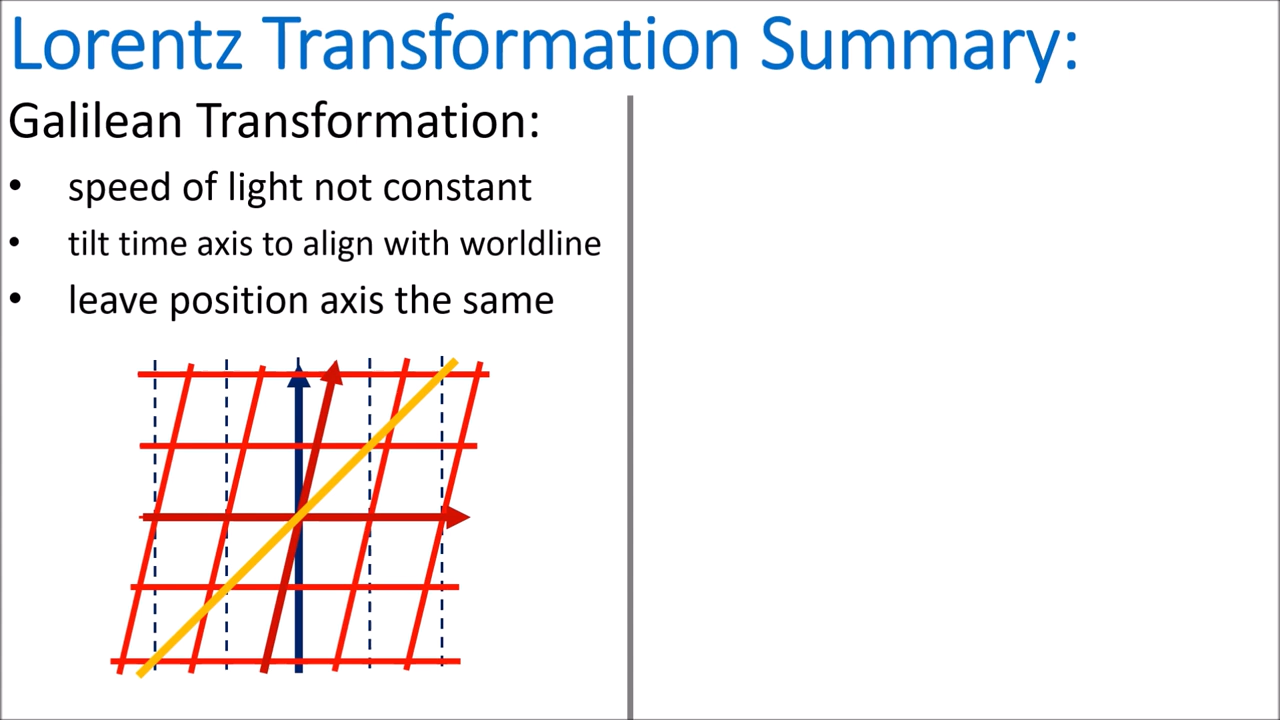 Lorentz Transformation Summary:
Galilean Transformation:
• speed of light not constant
• tilt time axis to align with worldline
• leave position axis the same